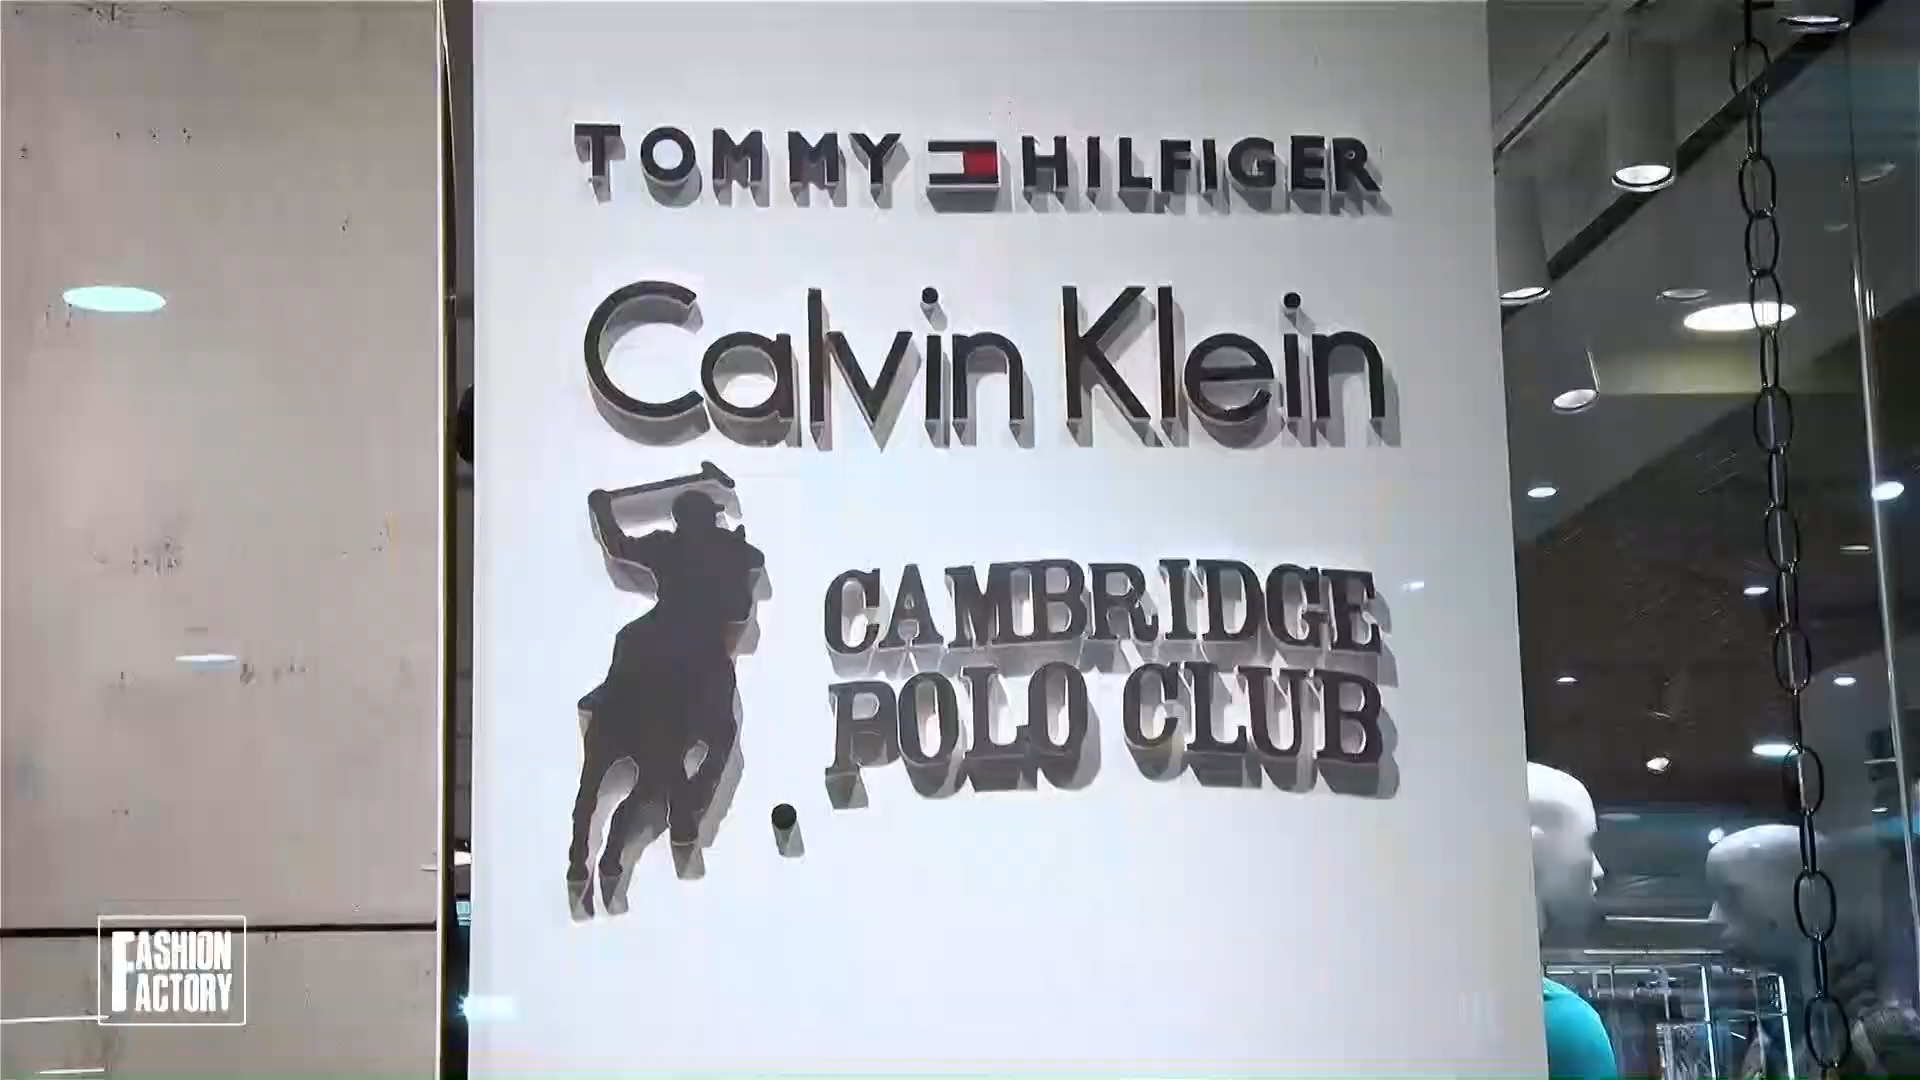 TOMMY HILFIGER
Calvin Klein
CAMBRIDGE
POLO CLUB
FASHION
FACTORY